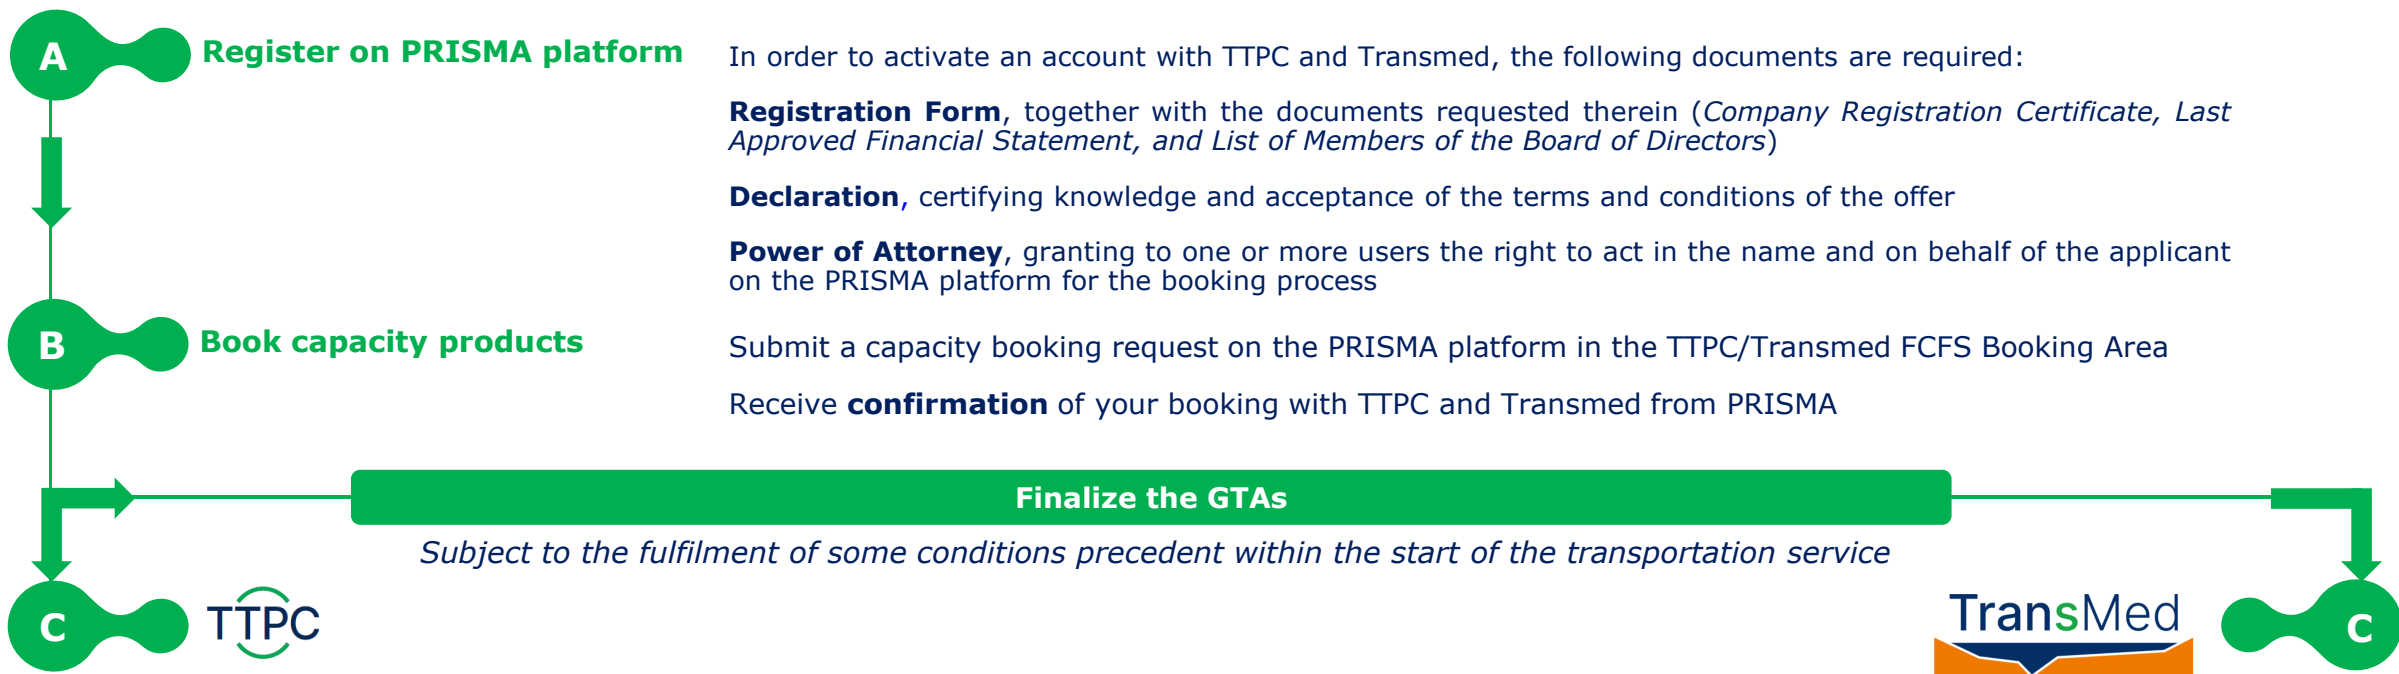 A
Register on PRISMA platform
In order to activate an account with TTPC and Transmed, the following documents are required:
Registration Form, together with the documents requested therein (Company Registration Certificate, Last
Approved Financial Statement, and List of Members of the Board of Directors)
Declaration, certifying knowledge and acceptance of the terms and conditions of the offer
Power of Attorney, granting to one or more users the right to act in the name and on behalf of the applicant
on the PRISMA platform for the booking process
B
Book capacity products
Submit a capacity booking request on the PRISMA platform in the TTPC/Transmed FCFS Booking Area
Receive confirmation of your booking with TTPC and Transmed from PRISMA
Finalize the GTAs
Subject to the fulfilment of some conditions precedent within the start of the transportation service
C
TTPC
TransMed
C